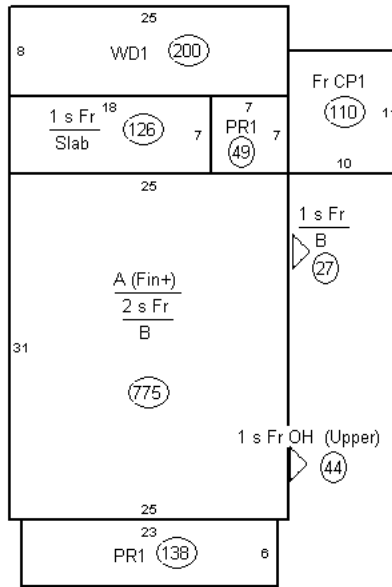 25
8 WD1 200
Fr CP1
110 11
10
18
1 s Fr
Slab
126 7
7
PR1 7
49
25
1 s Fr
B
27
A (Fin+)
2 s Fr
B
31
775
1 s Fr OH (Upper)
44
25
23
PR1 138 6